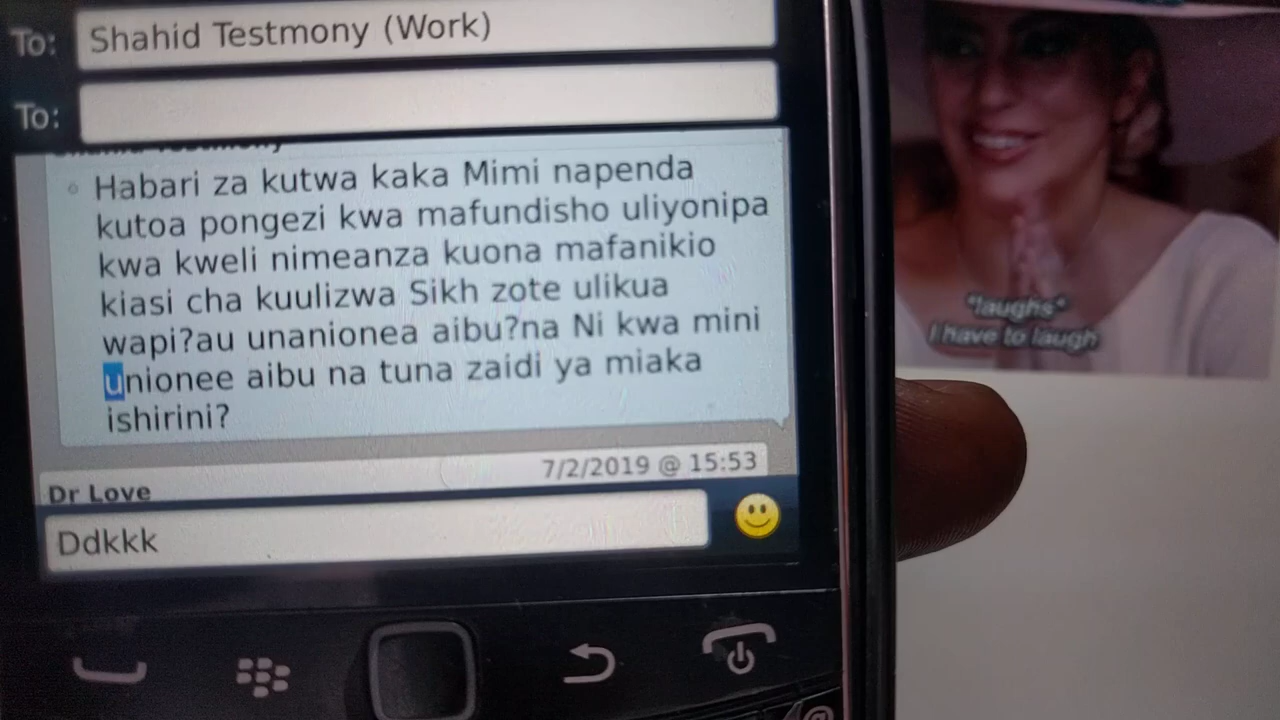 To: Shahid Testmony (Work)
To:
Habari za kutwa kaka Mimi napenda
kutoa pongezi kwa mafundisho uliyonipa
kwa kweli nimeanza kuona mafanikio
kiasi cha kuulizwa Sikh zote ulikua
wapi?au unanionea aibu?na Ni kwa mini
unionee aibu na tuna zaidi ya miaka
ishirini?
7/2/2019 @ 15:53
Dr Love
Ddkkk
*laughs*
I have to laugh